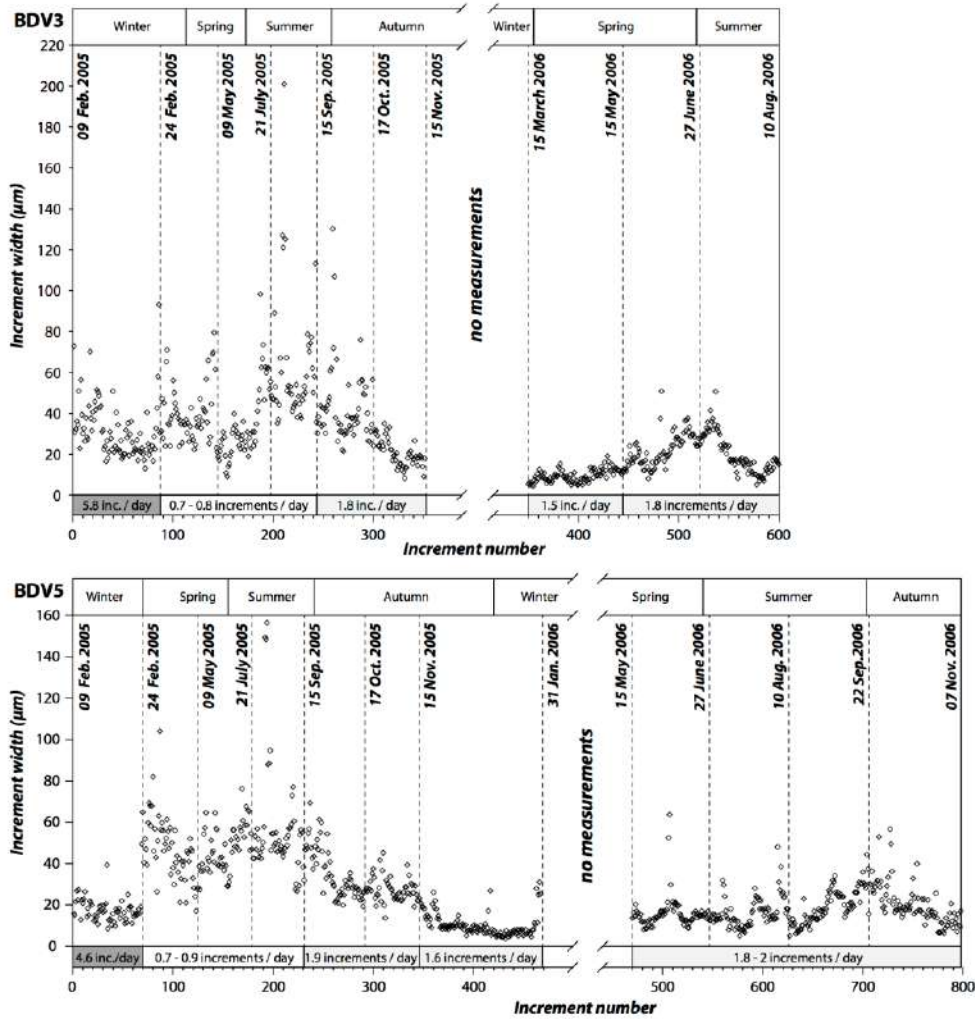 BDV3
Winter Spring Summer Autumn Winter Spring Summer
220
200
180
160
140
120
100
80
60
40
20
0
Increment width (µm)
09 Feb. 2005
24 Feb. 2005
09 May 2005
21 July 2005
15 Sep. 2005
17 Oct. 2005
15 Nov. 2005
no measurements
15 March 2006
15 May 2006
27 June 2006
10 Aug. 2006
5.8 inc. / day 0.7 - 0.8 increments / day 1.8 inc. / day 1.5 inc. / day 1.8 increments / day
0 100 200 300 400 500 600
Increment number
BDV5
Winter Spring Summer Autumn Winter Spring Summer Autumn
160
140
120
100
80
60
40
20
0
Increment width (µm)
09 Feb. 2005
24 Feb. 2005
09 May 2005
21 July 2005
15 Sep. 2005
17 Oct. 2005
15 Nov. 2005
31 Jan. 2006
no measurements
15 May 2006
27 June 2006
10 Aug. 2006
22 Sep.2006
07 Nov. 2006
4.6 inc./day 0.7 - 0.9 increments / day 1.9 increments / day 1.6 increments / day 1.8 - 2 increments / day
0 100 200 300 400 500 600 700 800
Increment number